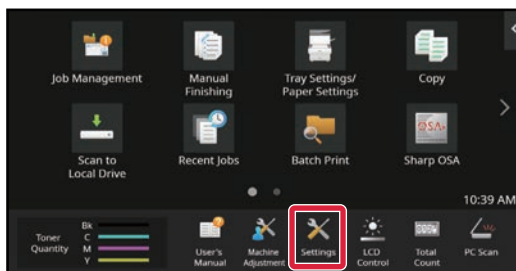 Job Management
Manual
Finishing
Tray Settings/
Paper Settings
Copy
Scan to
Local Drive
Recent Jobs
Batch Print
OSA
Sharp OSA
10:39 AM
Toner
Quantity
Bk
C
M
Y
User's
Manual
Machine
Adjustment
Settings
LCD
Control
Total
Count
PC Scan